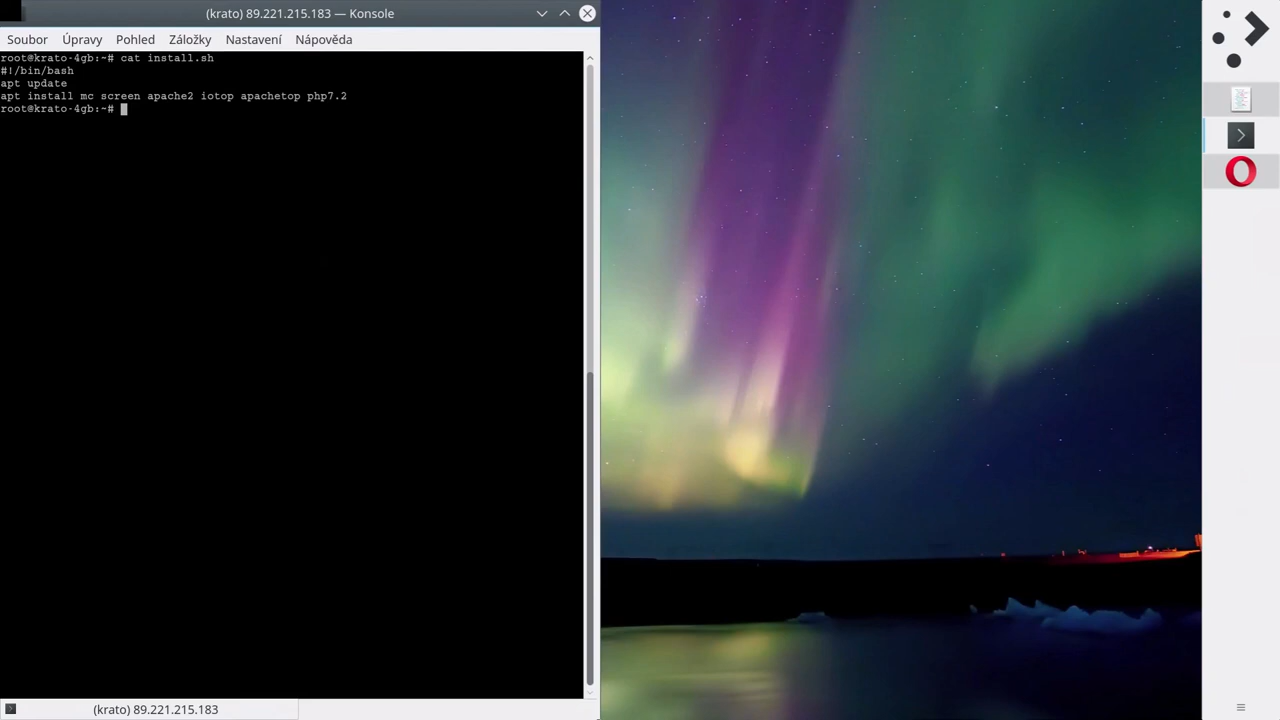 (krato) 89.221.215.183 — Konsole
Soubor Úpravy Pohled Záložky Nastavení Nápověda
root@krato-4gb:~# cat install.sh
#!/bin/bash
apt update
apt install mc screen apache2 iotop apachetop php7.2
root@krato-4gb:~#
(krato) 89.221.215.183